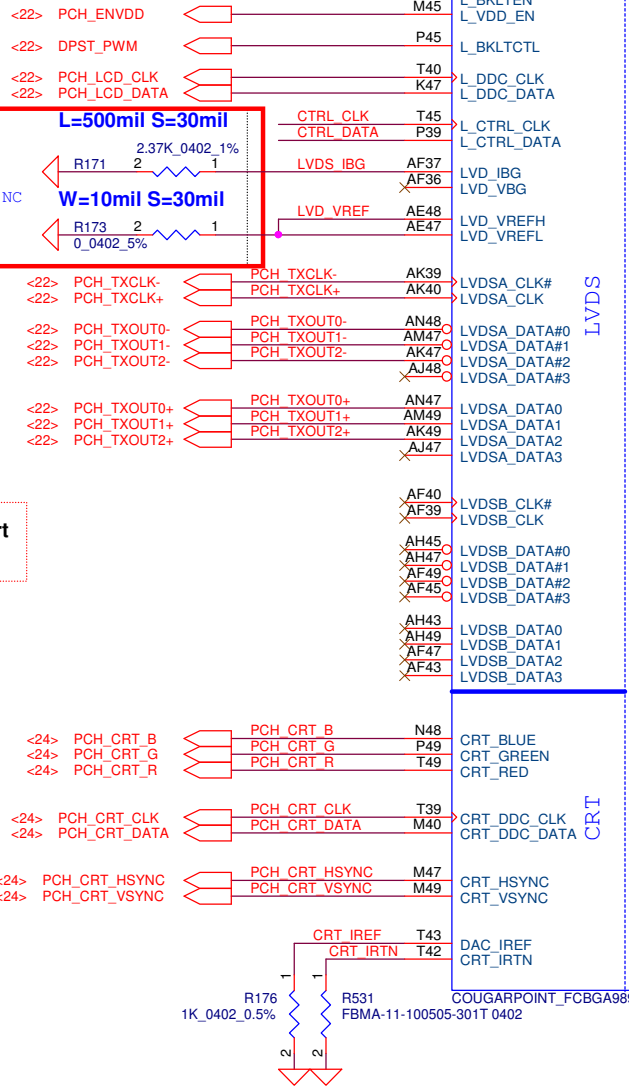 L_BKLTEN
<22> PCH_ENVDD M45 L_VDD_EN
<22> DPST_PWM P45 L_BKLTCTL
<22> PCH_LCD_CLK T40 L_DDC_CLK
<22> PCH_LCD_DATA K47 L_DDC_DATA
L=500mil S=30mil
CTRL_CLK T45 L_CTRL_CLK
CTRL_DATA P39 L_CTRL_DATA
2.37K_0402_1%
R171 2 1 LVDS_IBG AF37 LVD_IBG
AF36 LVD_VBG
NC W=10mil S=30mil
LVD_VREF AE48 LVD_VREFH
R173 2 1 AE47 LVD_VREFL
0_0402_5%
<22> PCH_TXCLK- PCH_TXCLK- AK39 LVDSA_CLK#
<22> PCH_TXCLK+ PCH_TXCLK+ AK40 LVDSA_CLK
LVDS
<22> PCH_TXOUT0- PCH_TXOUT0- AN48 LVDSA_DATA#0
<22> PCH_TXOUT1- PCH_TXOUT1- AM47 LVDSA_DATA#1
<22> PCH_TXOUT2- PCH_TXOUT2- AK47 LVDSA_DATA#2
AJ48 LVDSA_DATA#3
<22> PCH_TXOUT0+ PCH_TXOUT0+ AN47 LVDSA_DATA0
<22> PCH_TXOUT1+ PCH_TXOUT1+ AM49 LVDSA_DATA1
<22> PCH_TXOUT2+ PCH_TXOUT2+ AK49 LVDSA_DATA2
AJ47 LVDSA_DATA3
AF40 LVDSB_CLK#
AF39 LVDSB_CLK
AH45 LVDSB_DATA#0
AH47 LVDSB_DATA#1
AF49 LVDSB_DATA#2
AF45 LVDSB_DATA#3
AH43 LVDSB_DATA0
AH49 LVDSB_DATA1
AF47 LVDSB_DATA2
AF43 LVDSB_DATA3
<24> PCH_CRT_B PCH_CRT_B N48 CRT_BLUE
<24> PCH_CRT_G PCH_CRT_G P49 CRT_GREEN
<24> PCH_CRT_R PCH_CRT_R T49 CRT_RED
CRT
<24> PCH_CRT_CLK PCH_CRT_CLK T39 CRT_DDC_CLK
<24> PCH_CRT_DATA PCH_CRT_DATA M40 CRT_DDC_DATA
<24> PCH_CRT_HSYNC PCH_CRT_HSYNC M47 CRT_HSYNC
<24> PCH_CRT_VSYNC PCH_CRT_VSYNC M49 CRT_VSYNC
CRT_IREF T43 DAC_IREF
CRT_IRTN T42 CRT_IRTN
1 1
R176 R531 COUGARPOINT_FCBGA989
1K_0402_0.5% FBMA-11-100505-301T 0402
2 2